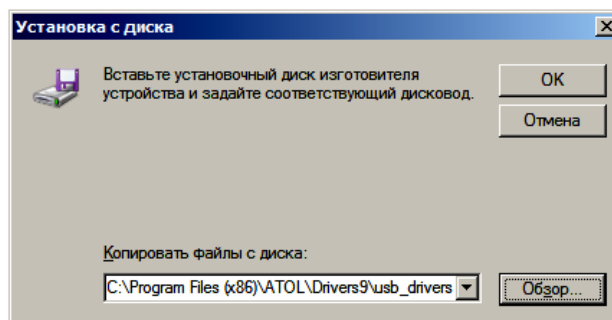 Установка с диска
Вставьте установочный диск изготовителя
устройства и задайте соответствующий дисковод.
OK
Отмена
Копировать файлы с диска:
C:\Program Files (x86)\ATOL\Drivers9\usb_drivers
Обзор...